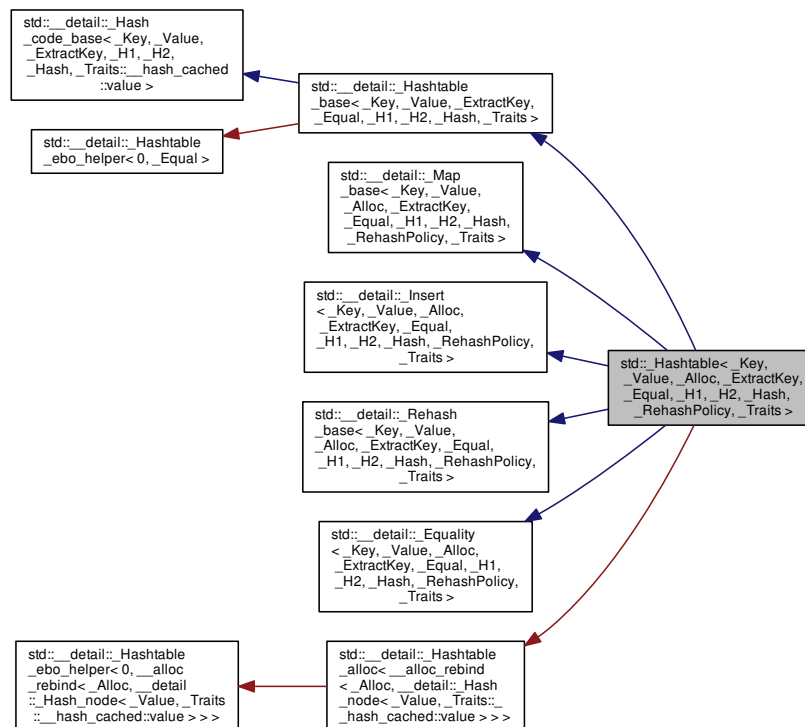 std::__detail::_Hash
_code_base< _Key, _Value,
_ExtractKey, _H1, _H2,
_Hash, _Traits::__hash_cached
::value >
std::__detail::_Hashtable
_base< _Key, _Value, _ExtractKey,
_Equal, _H1, _H2, _Hash, _Traits >
std::__detail::_Hashtable
_ebo_helper< 0, _Equal >
std::__detail::_Map
_base< _Key, _Value,
_Alloc, _ExtractKey,
_Equal, _H1, _H2, _Hash,
_RehashPolicy, _Traits >
std::__detail::_Insert
< _Key, _Value, _Alloc,
_ExtractKey, _Equal,
_H1, _H2, _Hash, _RehashPolicy,
_Traits >
std::_Hashtable< _Key,
_Value, _Alloc, _ExtractKey,
_Equal, _H1, _H2, _Hash,
_RehashPolicy, _Traits >
std::__detail::_Rehash
_base< _Key, _Value,
_Alloc, _ExtractKey, _Equal,
_H1, _H2, _Hash, _RehashPolicy,
_Traits >
std::__detail::_Equality
< _Key, _Value, _Alloc,
_ExtractKey, _Equal, _H1,
_H2, _Hash, _RehashPolicy,
_Traits >
std::__detail::_Hashtable
_ebo_helper< 0, __alloc
_rebind< _Alloc, __detail
::_Hash_node< _Value, _Traits
::__hash_cached::value > > >
std::__detail::_Hashtable
_alloc< __alloc_rebind
< _Alloc, __detail::_Hash
_node< _Value, _Traits::_
_hash_cached::value > > >